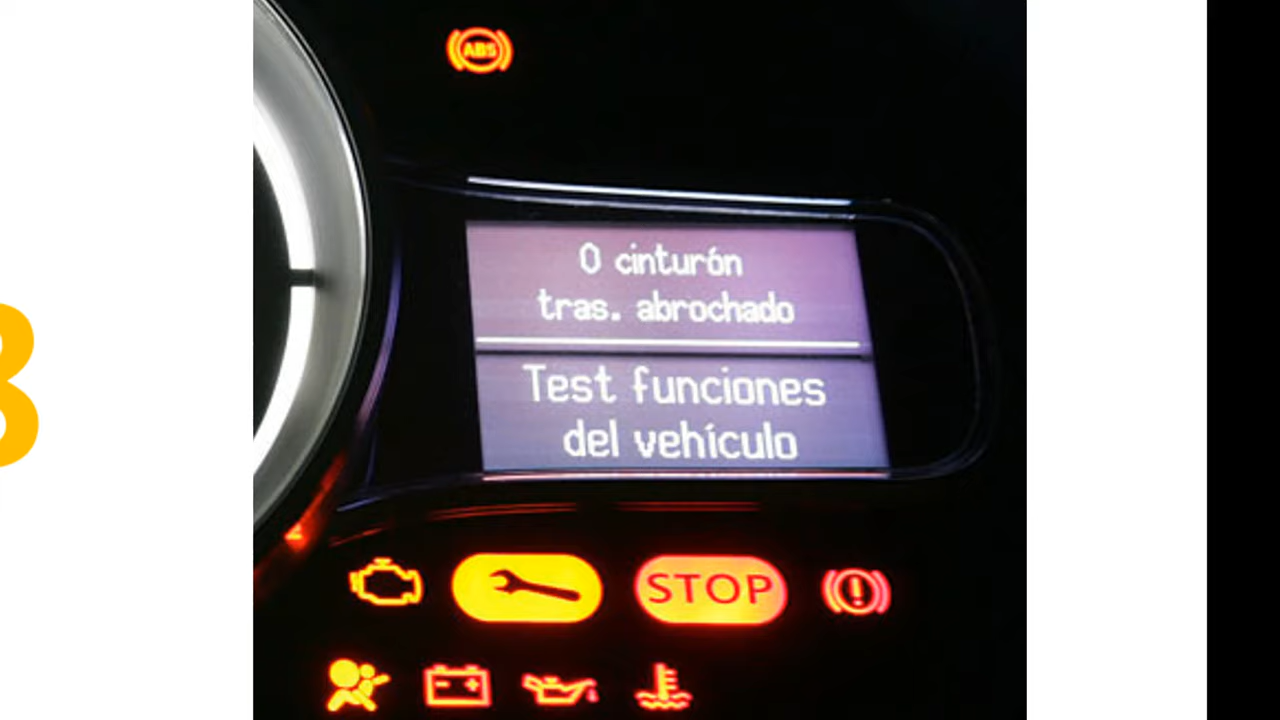 ABS
0 cinturón
tras. abrochado
Test funciones
del vehículo
STOP